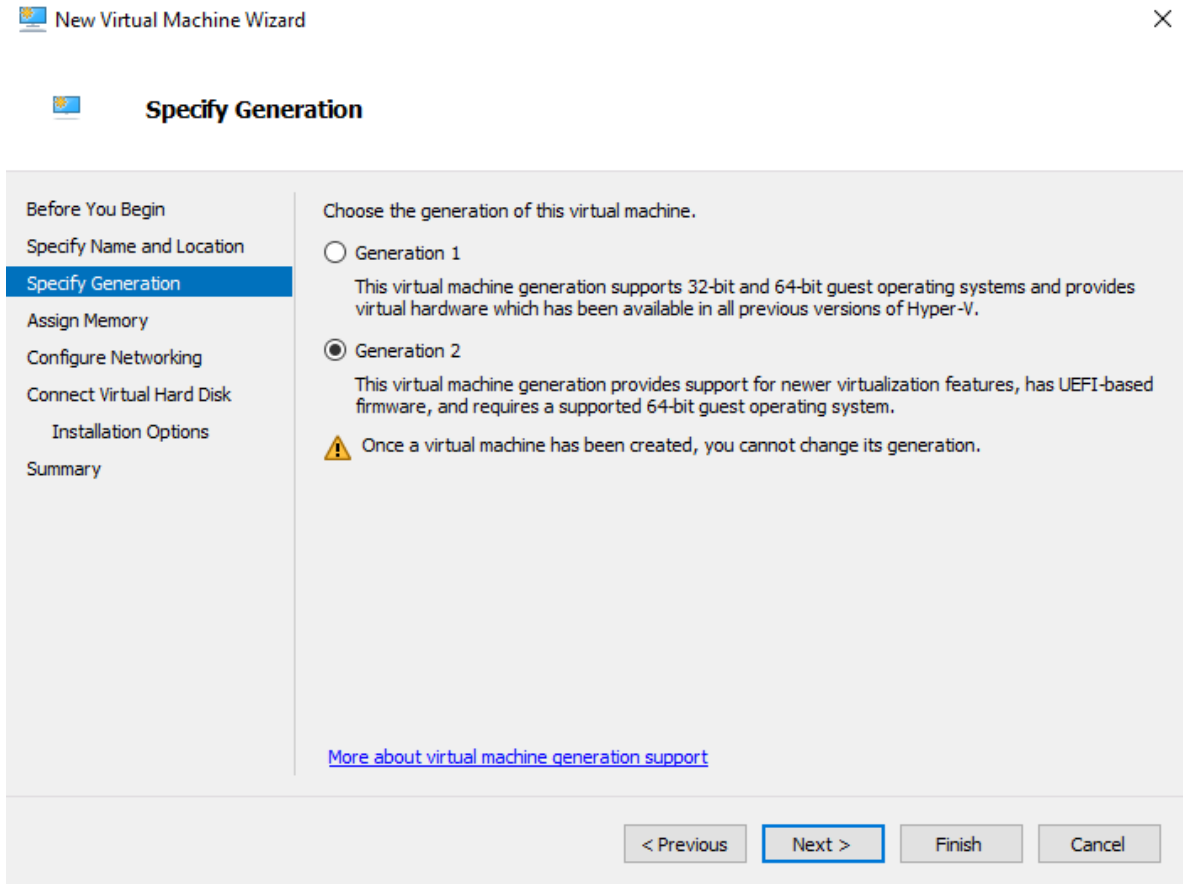 New Virtual Machine Wizard
Specify Generation
Before You Begin
Specify Name and Location
Specify Generation
Assign Memory
Configure Networking
Connect Virtual Hard Disk
Installation Options
Summary
Choose the generation of this virtual machine.
Generation 1
This virtual machine generation supports 32-bit and 64-bit guest operating systems and provides
virtual hardware which has been available in all previous versions of Hyper-V.
Generation 2
This virtual machine generation provides support for newer virtualization features, has UEFI-based
firmware, and requires a supported 64-bit guest operating system.
Once a virtual machine has been created, you cannot change its generation.
More about virtual machine generation support
< Previous
Next >
Finish
Cancel